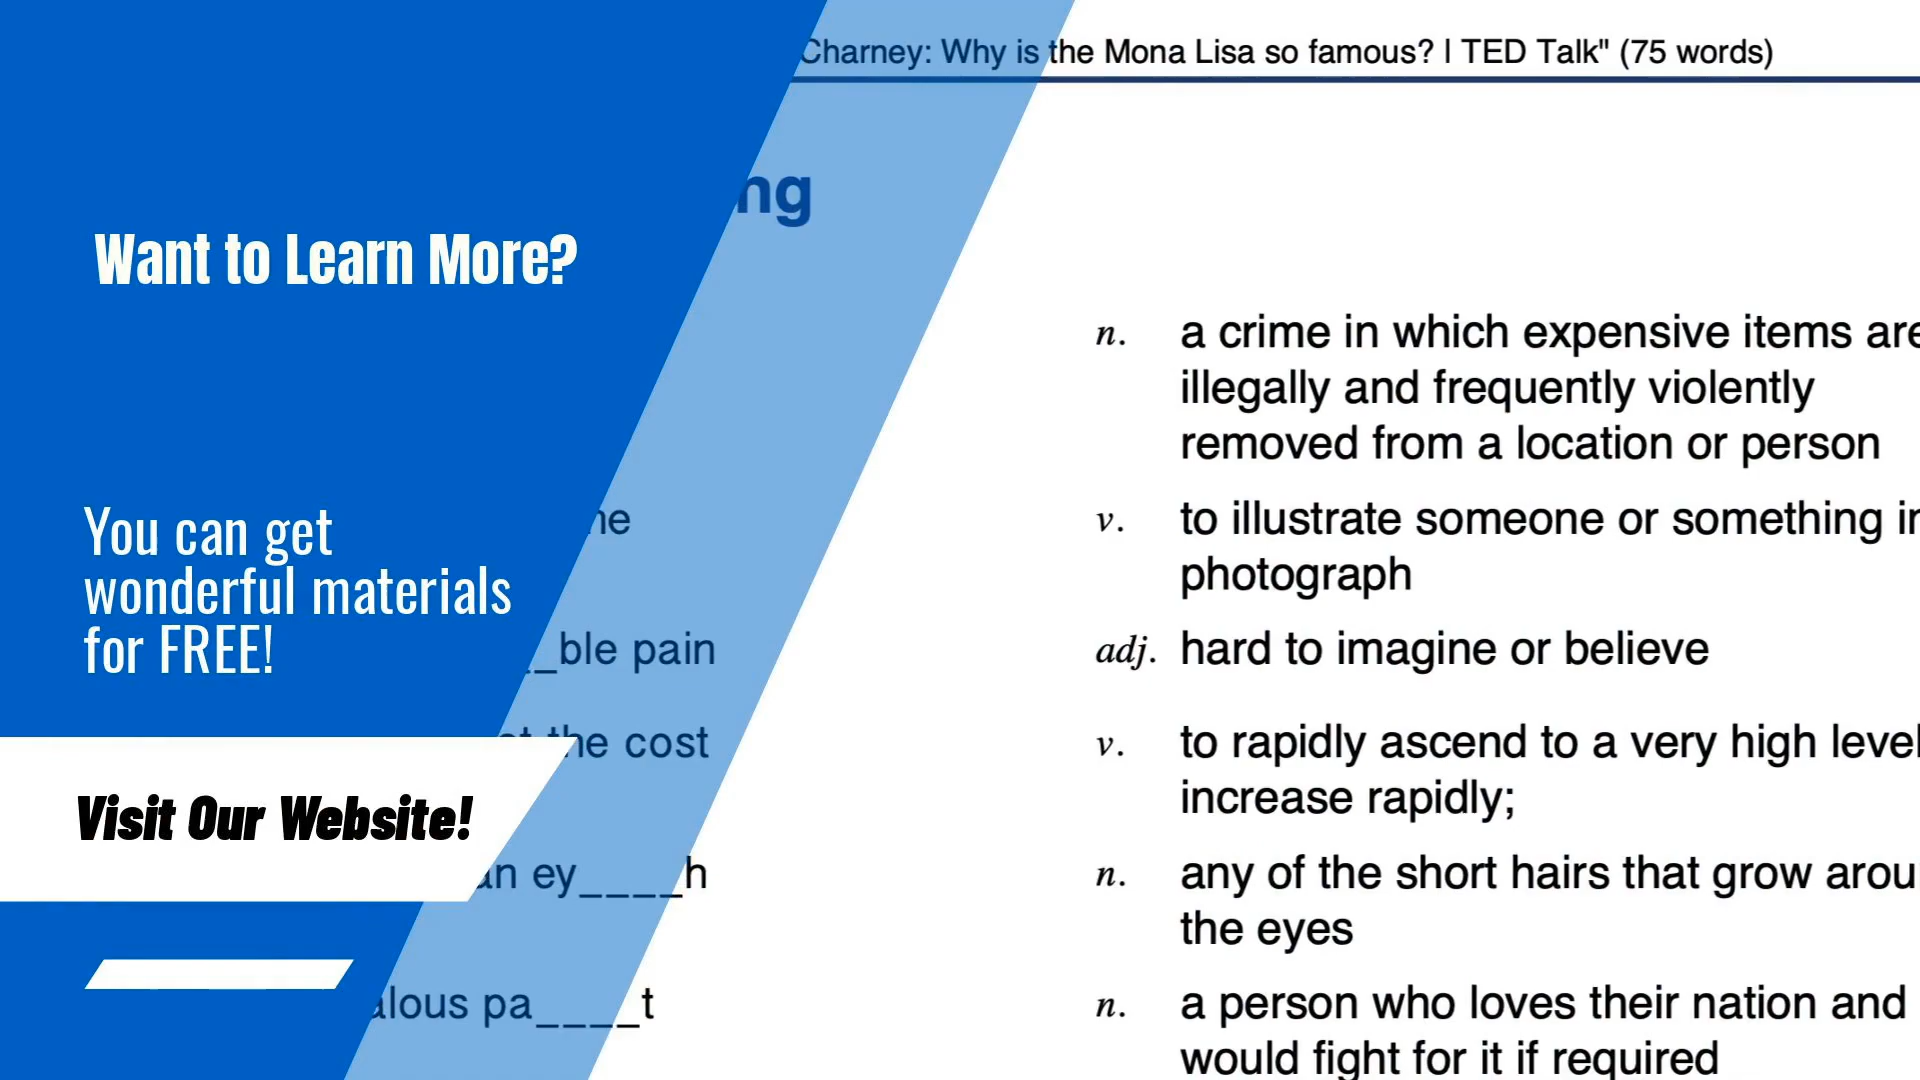 Charney: Why is the Mona Lisa so famous? | TED Talk" (75 words)
ng
Want to Learn More?
You can get
wonderful materials
for FREE!
Visit Our Website!
ne
_ble pain
the cost
an ey____h
alous pa____t
n. a crime in which expensive items are
illegally and frequently violently
removed from a location or person
v. to illustrate someone or something in
photograph
adj. hard to imagine or believe
v. to rapidly ascend to a very high level
increase rapidly;
n. any of the short hairs that grow arou
the eyes
n. a person who loves their nation and
would fight for it if required